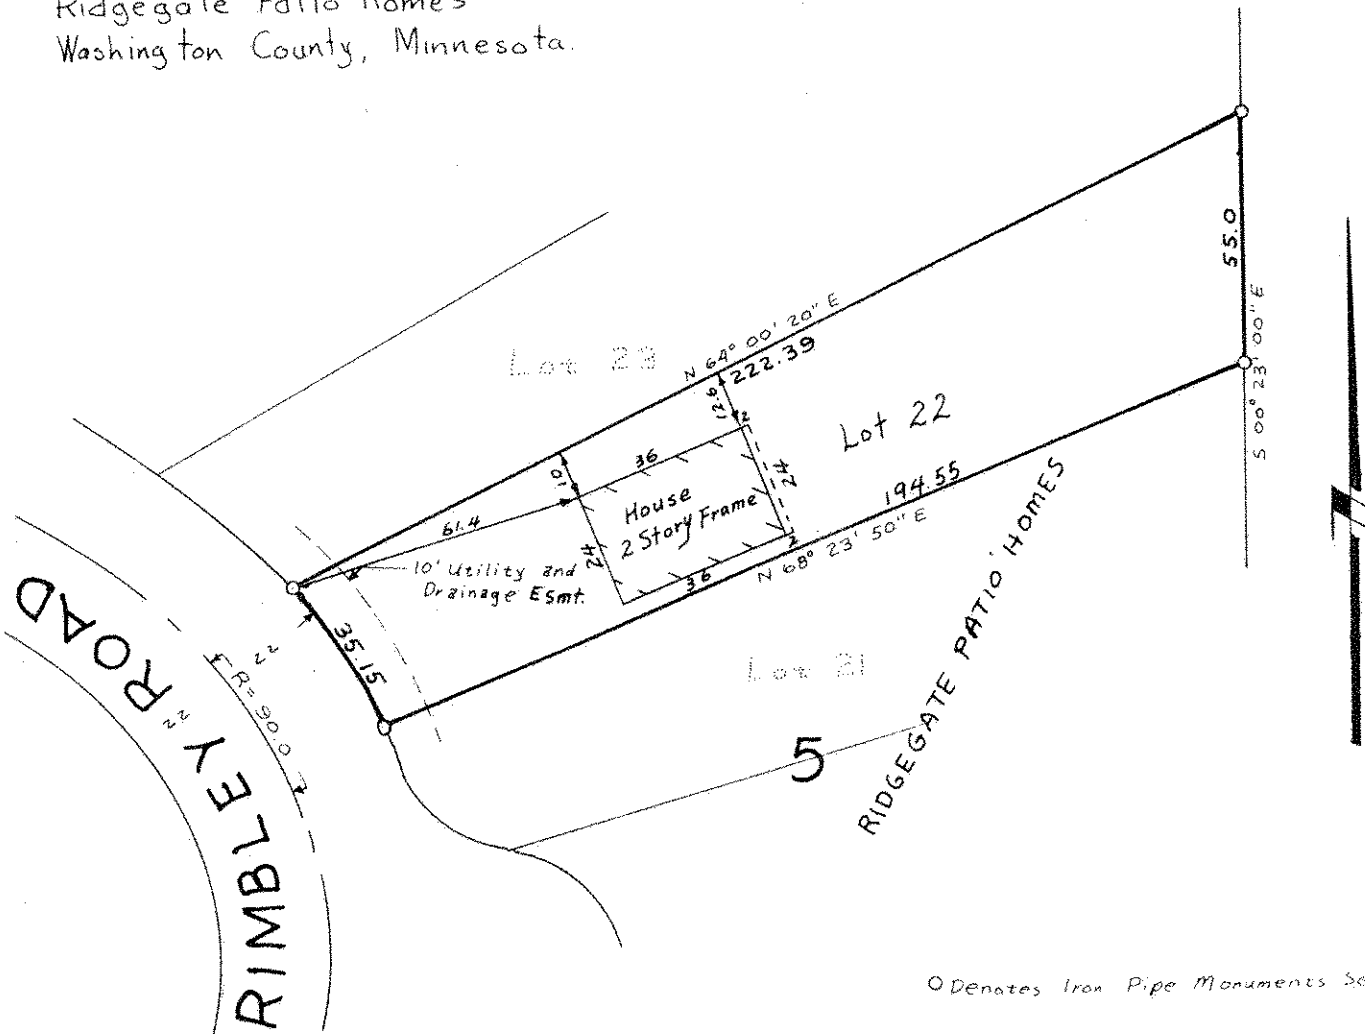 Ridgegate Patio Homes
Washington County, Minnesota.
55.0
S 00° 23' 00" E
N 64° 00' 20" E
222.39
Lot 23
12.6
2
Lot 22
36
10
24
House
2 Story Frame
24
194.55
61.4
N 68° 23' 50" E
2
36
10' Utility and
Drainage Esmt.
35.15
22
R=90.0
22
Lot 21
5
RIDGEGATE PATIO HOMES
RIMBLEY ROAD
O Denotes Iron Pipe Monuments